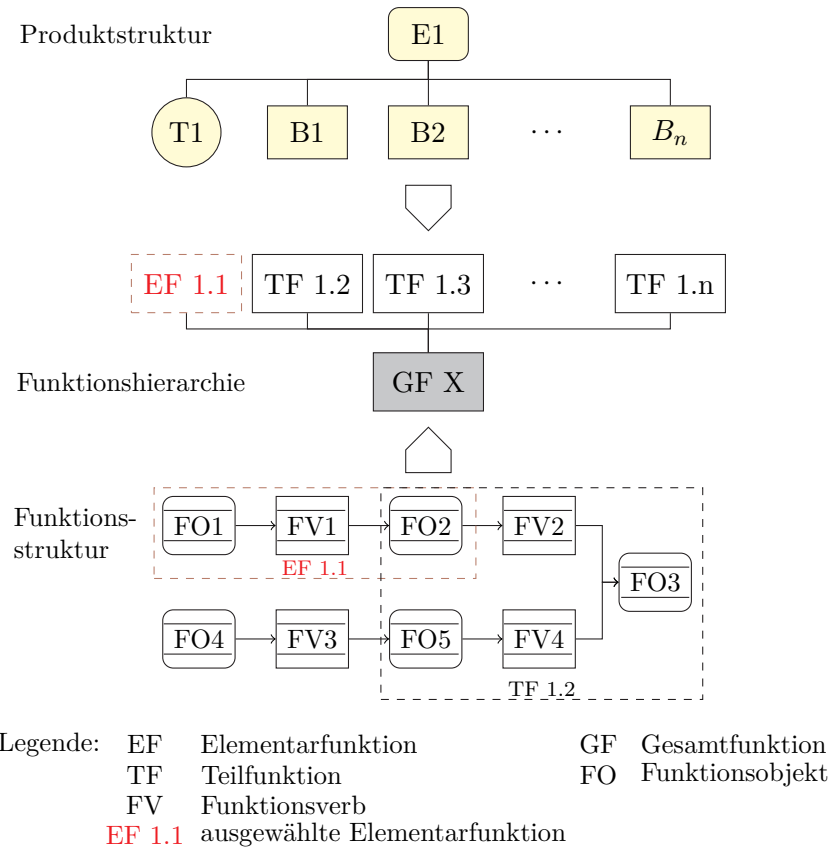 Produktstruktur
E1
T1 B1 B2 ··· Bₙ
EF 1.1 TF 1.2 TF 1.3 ··· TF 1.n
Funktionshierarchie
GF X
Funktions-
struktur
FO1 FV1 FO2 FV2
EF 1.1
FO3
FO4 FV3 FO5 FV4
TF 1.2
Legende: EF Elementarfunktion GF Gesamtfunktion
TF Teilfunktion FO Funktionsobjekt
FV Funktionsverb
EF 1.1 ausgewählte Elementarfunktion